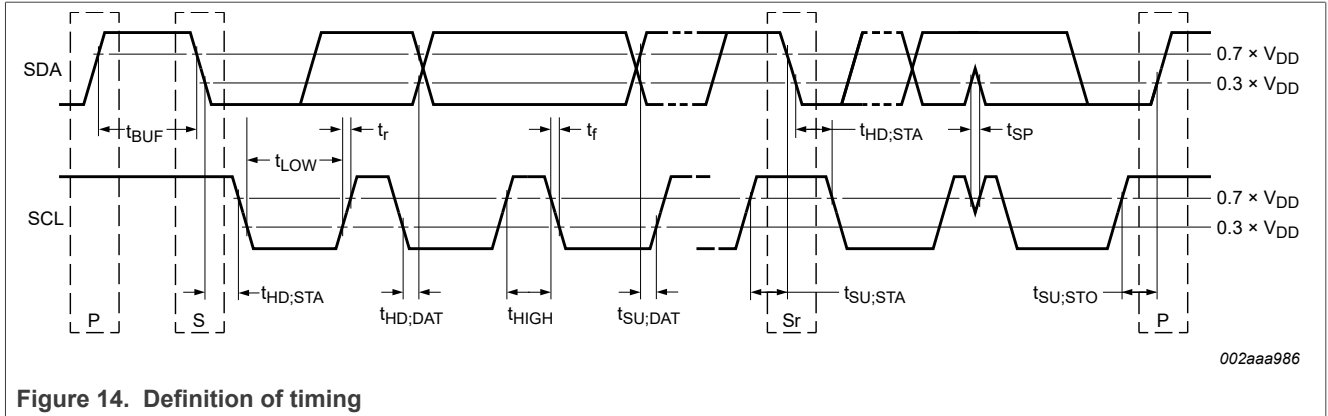 0.7 × VDD
SDA
0.3 × VDD
tBUF
tr
tf
tHD;STA
tSP
tLOW
0.7 × VDD
SCL
0.3 × VDD
tHD;STA
tHD;DAT
tHIGH
tSU;DAT
tSU;STA
tSU;STO
P
S
Sr
P
002aaa986
Figure 14. Definition of timing